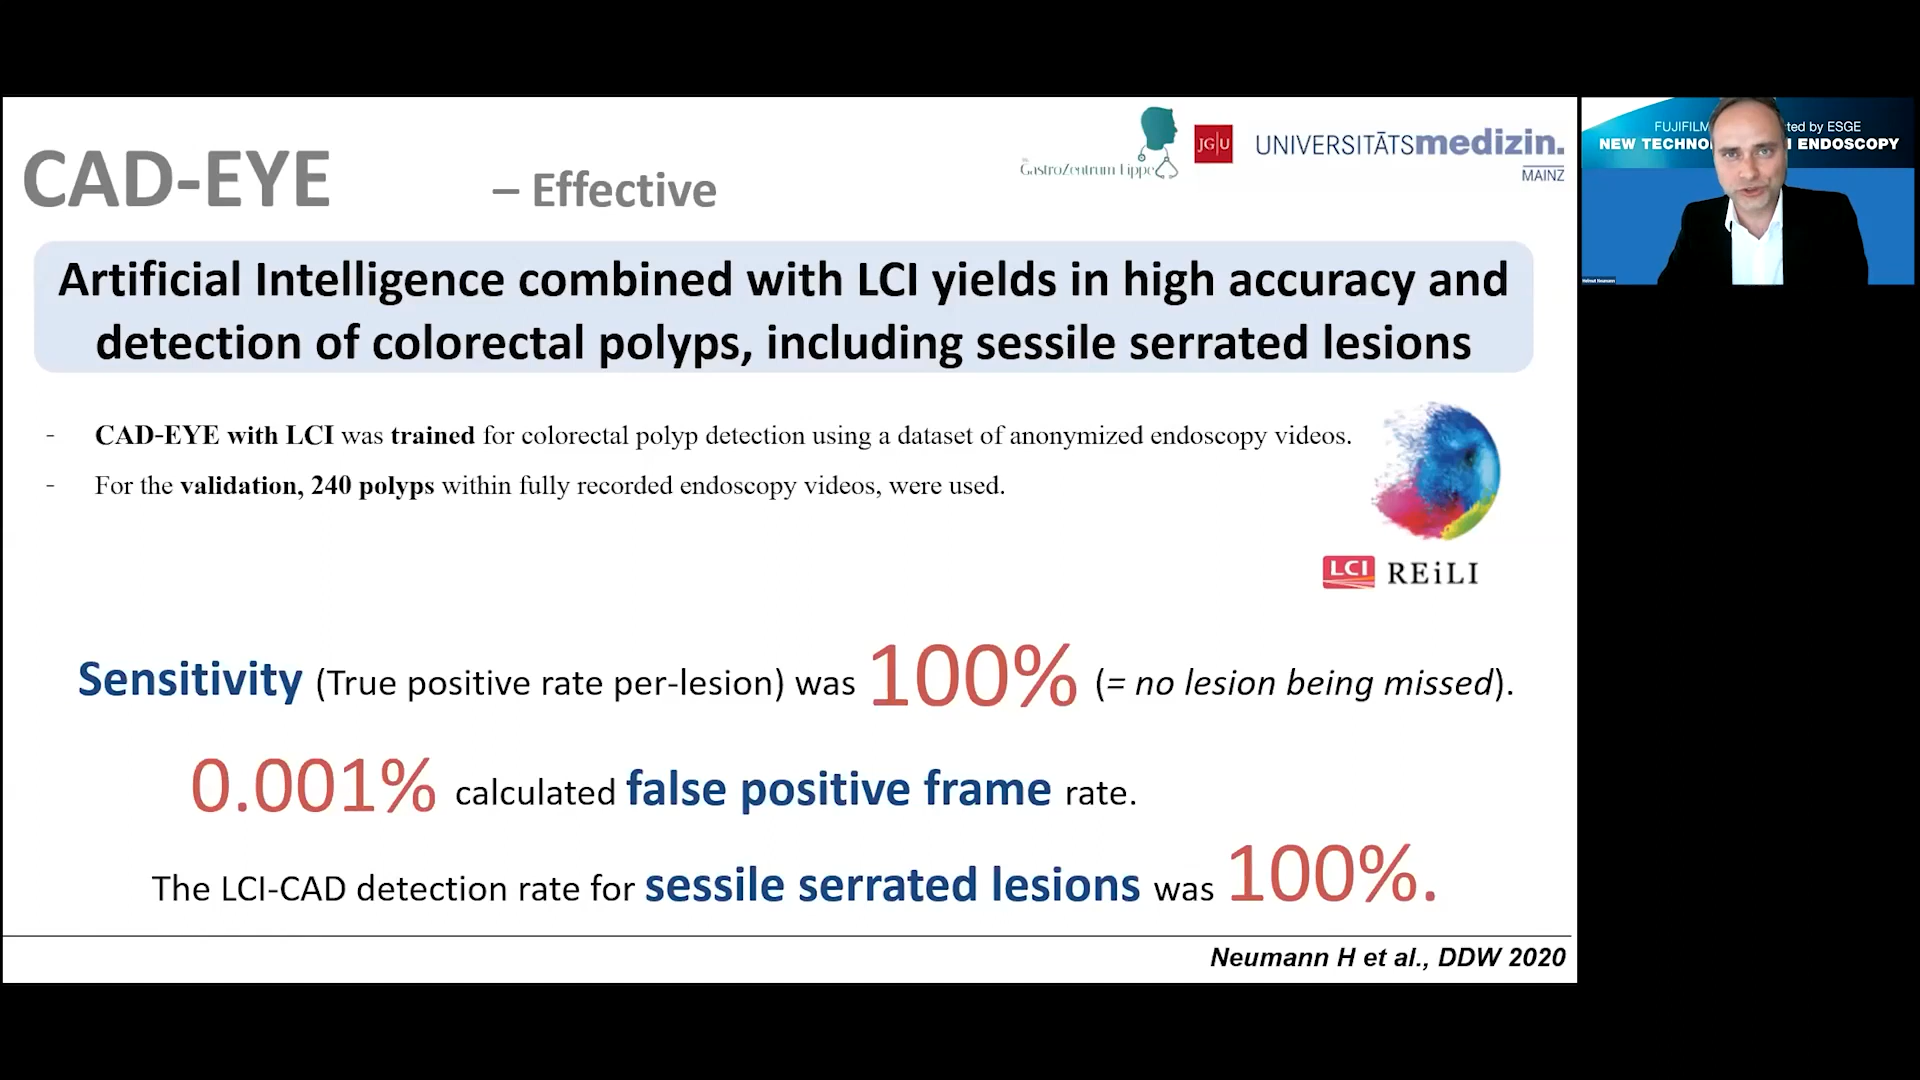 CAD-EYE – Effective
GastroZentrum Lippe
JG|U
UNIVERSITĀTSmedizin.
MAINZ
Artificial Intelligence combined with LCI yields in high accuracy and
detection of colorectal polyps, including sessile serrated lesions
- CAD-EYE with LCI was trained for colorectal polyp detection using a dataset of anonymized endoscopy videos.
- For the validation, 240 polyps within fully recorded endoscopy videos, were used.
LCI REiLI
Sensitivity (True positive rate per-lesion) was 100% (= no lesion being missed).
0.001% calculated false positive frame rate.
The LCI-CAD detection rate for sessile serrated lesions was 100%.
Neumann H et al., DDW 2020
FUJIFILM ted by ESGE
NEW TECHNO I ENDOSCOPY
Helmut Neumann